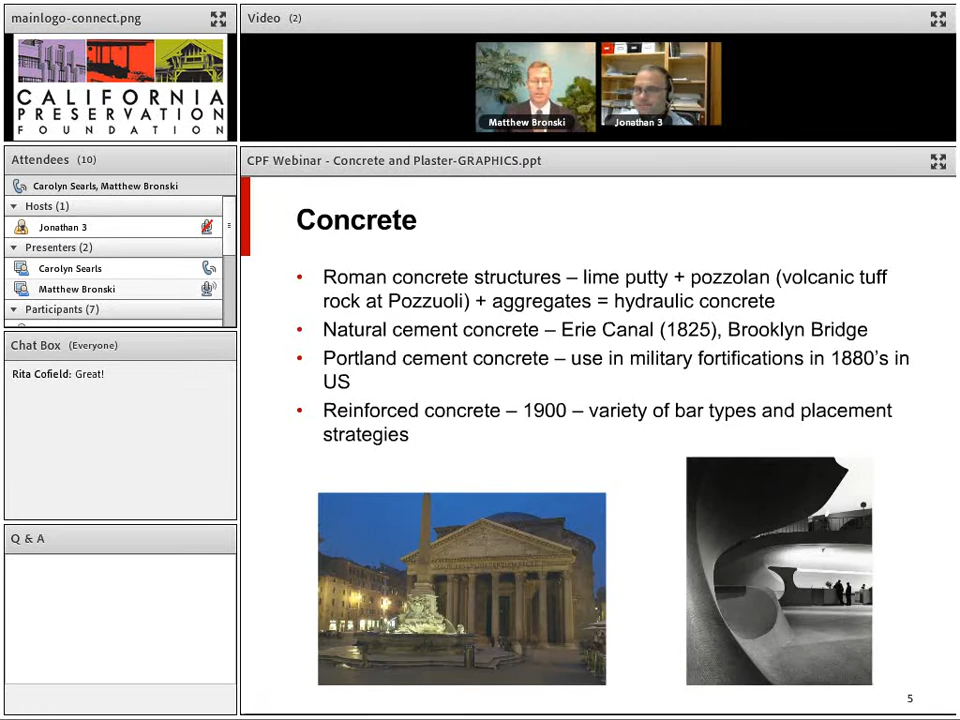 mainlogo-connect.png
CALIFORNIA
PRESERVATION
FOUNDATION
Video (2)
Matthew Bronski
Jonathan 3
Attendees (10)
Carolyn Searls, Matthew Bronski
Hosts (1)
Jonathan 3
Presenters (2)
Carolyn Searls
Matthew Bronski
Participants (7)
Chat Box (Everyone)
Rita Cofield: Great!
Q & A
CPF Webinar - Concrete and Plaster-GRAPHICS.ppt
Concrete
• Roman concrete structures – lime putty + pozzolan (volcanic tuff
rock at Pozzuoli) + aggregates = hydraulic concrete
• Natural cement concrete – Erie Canal (1825), Brooklyn Bridge
• Portland cement concrete – use in military fortifications in 1880’s in
US
• Reinforced concrete – 1900 – variety of bar types and placement
strategies
5